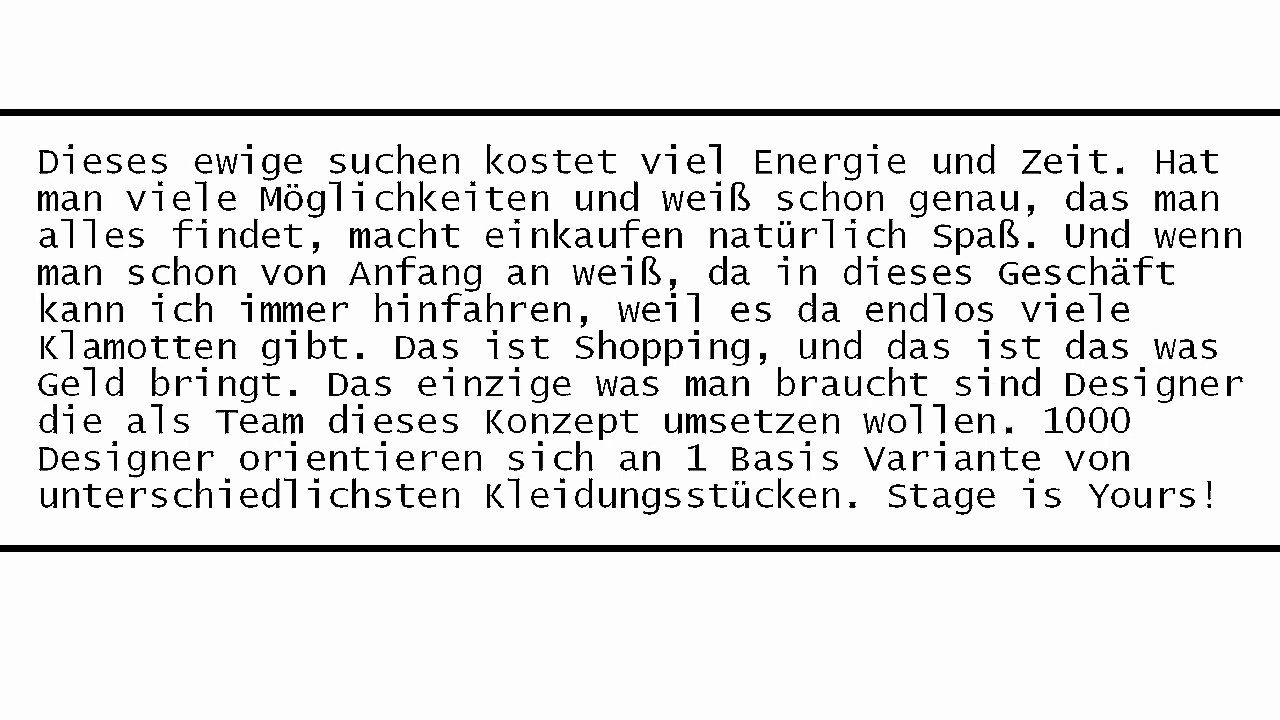 Dieses ewige suchen kostet viel Energie und Zeit. Hat
man viele Möglichkeiten und weiß schon genau, das man
alles findet, macht einkaufen natürlich Spaß. Und wenn
man schon von Anfang an weiß, da in dieses Geschäft
kann ich immer hinfahren, weil es da endlos viele
Klamotten gibt. Das ist Shopping, und das ist das was
Geld bringt. Das einzige was man braucht sind Designer
die als Team dieses Konzept umsetzen wollen. 1000
Designer orientieren sich an 1 Basis Variante von
unterschiedlichsten Kleidungsstücken. Stage is Yours!